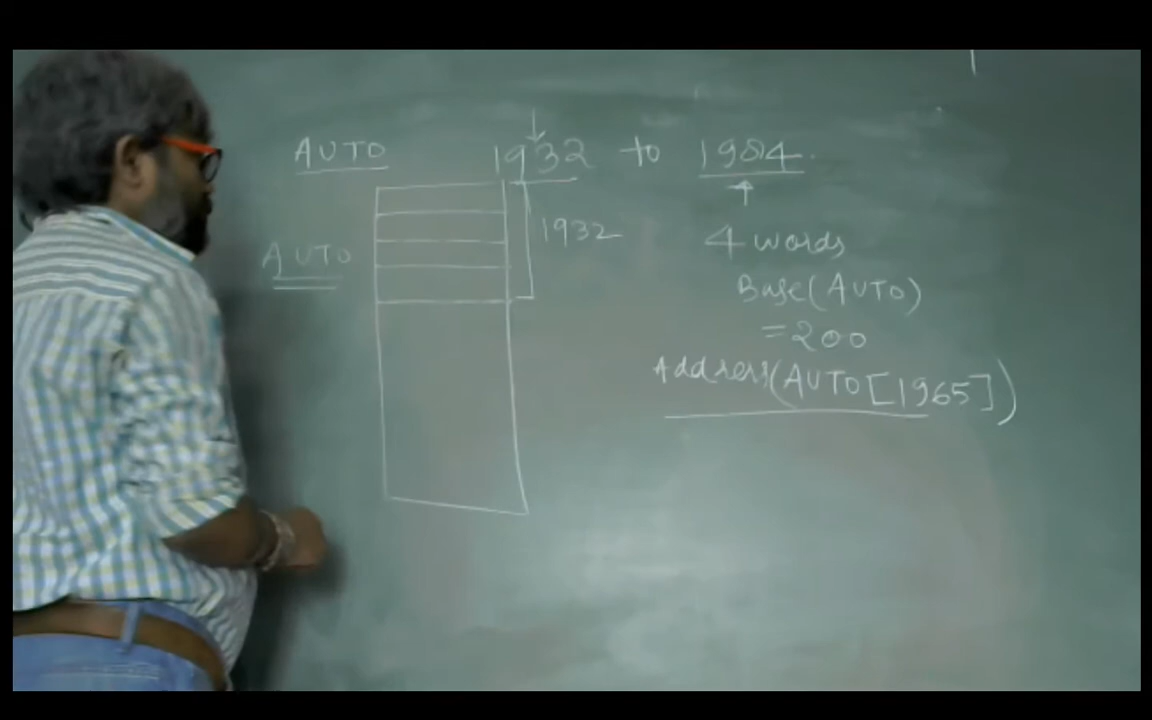 AUTO 1932 to 1984
AUTO
1932
4 words
Base(AUTO)
=200
Address(AUTO[1965])